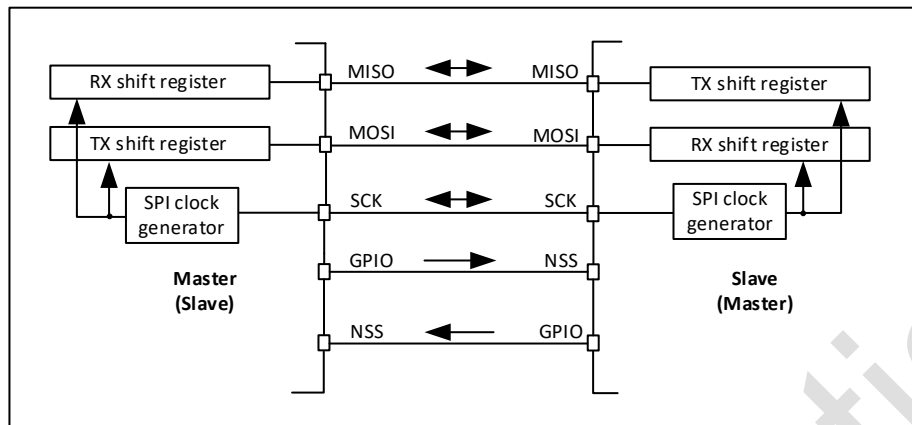 RX shift register MISO MISO TX shift register
TX shift register MOSI MOSI RX shift register
SPI clock generator SCK SCK SPI clock generator
GPIO NSS
Master (Slave) Slave (Master)
NSS GPIO